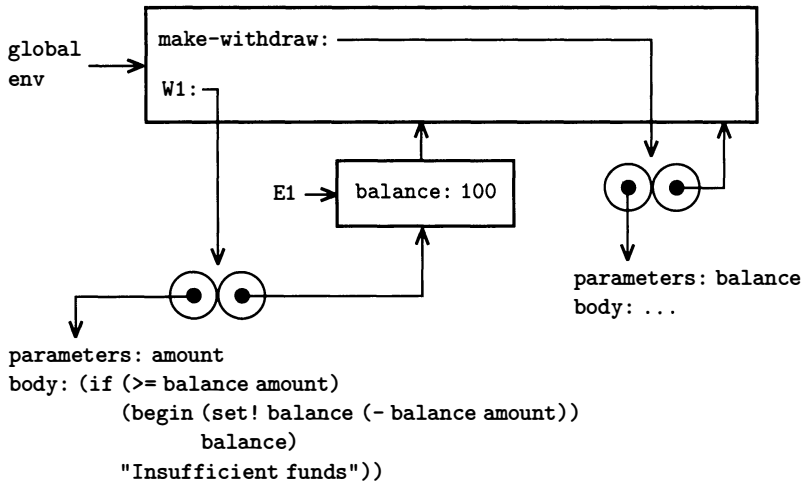 make-withdraw:
global
env
W1:
E1
balance: 100
parameters: balance
body: ...
parameters: amount
body: (if (>= balance amount)
(begin (set! balance (- balance amount))
balance)
"Insufficient funds"))